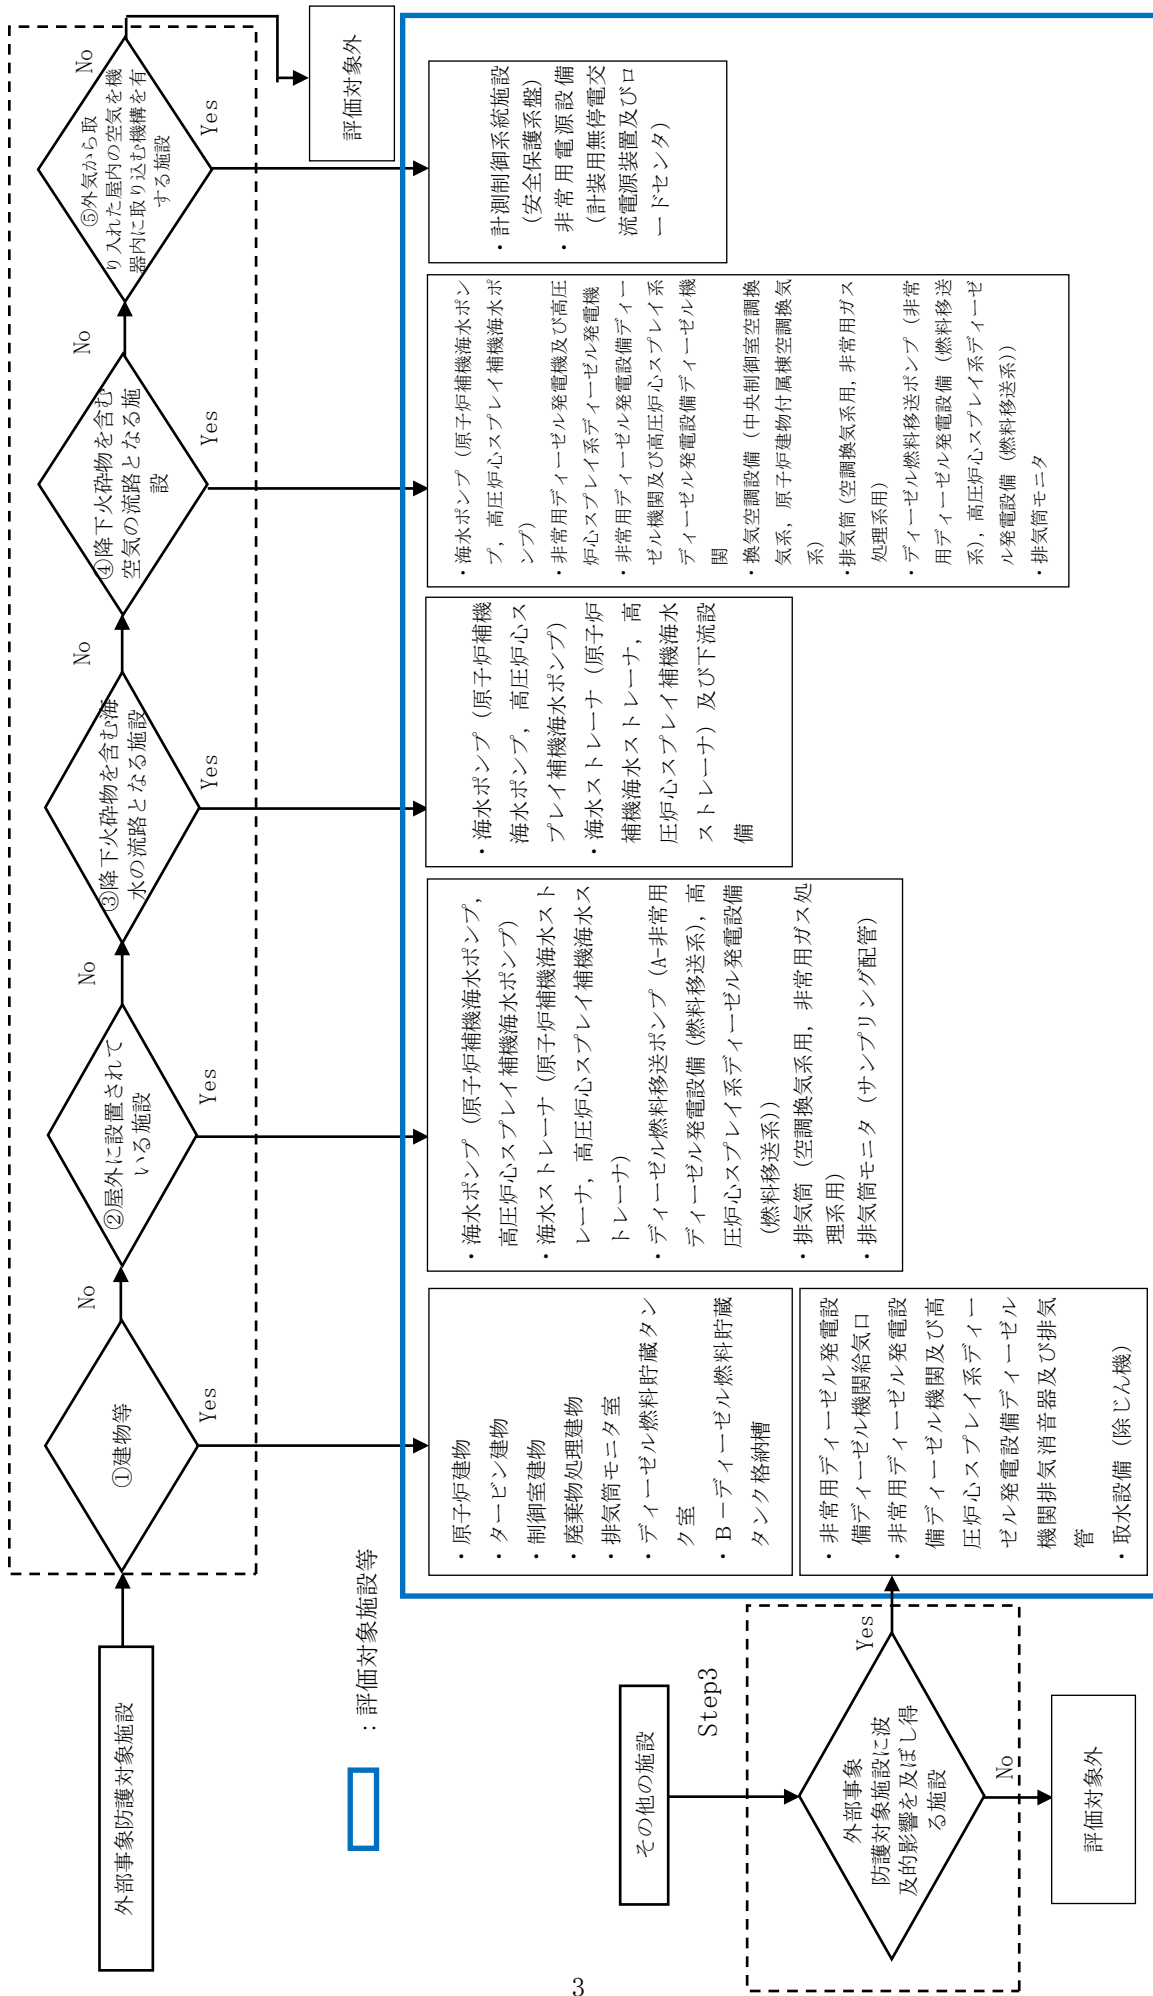 外部事象防護対象施設
①建物等
Yes
No
②屋外に設置されて
いる施設
Yes
No
③降下火砕物を含む海
水の流路となる施設
Yes
No
④降下火砕物を含む
空気の流路となる施
設
Yes
No
⑤外気から取
り入れた屋内の空気を機
器内に取り込む機構を有
する施設
Yes
No
評価対象外
：評価対象施設等
・原子炉建物
・タービン建物
・制御室建物
・廃棄物処理建物
・排気筒モニタ室
・ディーゼル燃料貯蔵タン
ク室
・Ｂ－ディーゼル燃料貯蔵
タンク格納槽
・海水ポンプ（原子炉補機海水ポンプ，
高圧炉心スプレイ補機海水ポンプ）
・海水ストレーナ（原子炉補機海水スト
レーナ，高圧炉心スプレイ補機海水ス
トレーナ）
・ディーゼル燃料移送ポンプ（A-非常用
ディーゼル発電設備（燃料移送系），高
圧炉心スプレイ系ディーゼル発電設備
（燃料移送系））
・排気筒（空調換気系用，非常用ガス処
理系用）
・排気筒モニタ（サンプリング配管）
・海水ポンプ（原子炉補機
海水ポンプ，高圧炉心ス
プレイ補機海水ポンプ）
・海水ストレーナ（原子炉
補機海水ストレーナ，高
圧炉心スプレイ補機海水
ストレーナ）及び下流設
備
・海水ポンプ（原子炉補機海水ポン
プ，高圧炉心スプレイ補機海水ポ
ンプ）
・非常用ディーゼル発電機及び高圧
炉心スプレイ系ディーゼル発電機
・非常用ディーゼル発電設備ディー
ゼル機関及び高圧炉心スプレイ系
ディーゼル発電設備ディーゼル機
関
・換気空調設備（中央制御室空調換
気系，原子炉建物付属棟空調換気
系）
・排気筒（空調換気系用，非常用ガス
処理系用）
・ディーゼル燃料移送ポンプ（非常
用ディーゼル発電設備（燃料移送
系），高圧炉心スプレイ系ディーゼ
ル発電設備（燃料移送系））
・排気筒モニタ
・計測制御系統施設
（安全保護系盤）
・非常用電源設備
（計装用無停電交
流電源装置及びロ
ードセンタ）
その他の施設
Step3
外部事象
防護対象施設に波
及的影響を及ぼし得
る施設
Yes
No
評価対象外
・非常用ディーゼル発電設
備ディーゼル機関給気口
・非常用ディーゼル発電設
備ディーゼル機関及び高
圧炉心スプレイ系ディー
ゼル発電設備ディーゼル
機関排気消音器及び排気
管
・取水設備（除じん機）
3